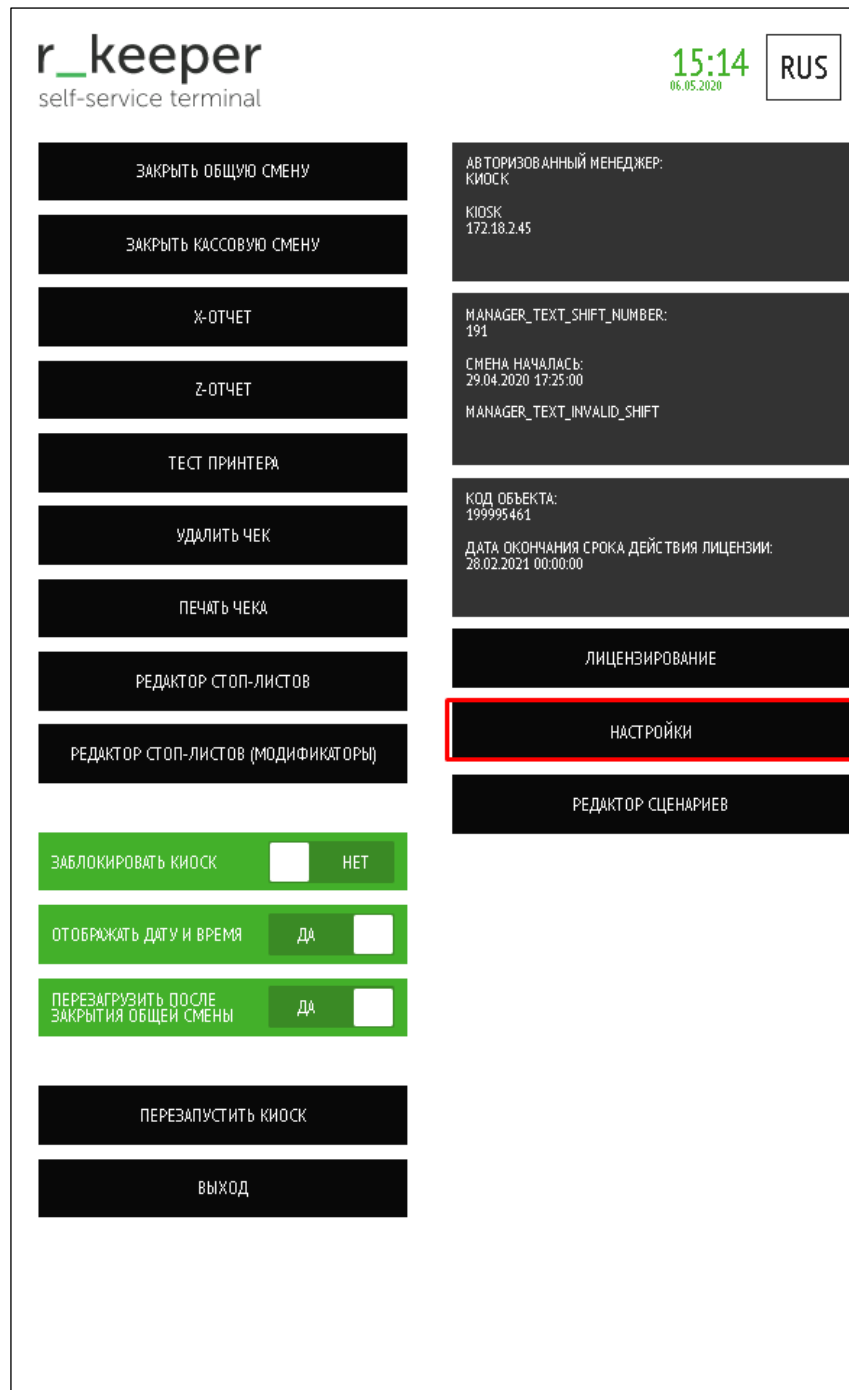 r_keeper
self-service terminal
15:14
06.05.2020
RUS
ЗАКРЫТЬ ОБЩУЮ СМЕНУ
ЗАКРЫТЬ КАССОВУЮ СМЕНУ
X-ОТЧЕТ
Z-ОТЧЕТ
ТЕСТ ПРИНТЕРА
УДАЛИТЬ ЧЕК
ПЕЧАТЬ ЧЕКА
РЕДАКТОР СТОП-ЛИСТОВ
РЕДАКТОР СТОП-ЛИСТОВ (МОДИФИКАТОРЫ)
ЗАБЛОКИРОВАТЬ КИОСК
НЕТ
ОТОБРАЖАТЬ ДАТУ И ВРЕМЯ
ДА
ПЕРЕЗАГРУЗИТЬ ПОСЛЕ
ЗАКРЫТИЯ ОБЩЕЙ СМЕНЫ
ДА
ПЕРЕЗАПУСТИТЬ КИОСК
ВЫХОД
АВТОРИЗОВАННЫЙ МЕНЕДЖЕР:
КИОСК
KIOSK
172.18.2.45
MANAGER_TEXT_SHIFT_NUMBER:
191
СМЕНА НАЧАЛАСЬ:
29.04.2020 17:25:00
MANAGER_TEXT_INVALID_SHIFT
КОД ОБЪЕКТА:
199995461
ДАТА ОКОНЧАНИЯ СРОКА ДЕЙСТВИЯ ЛИЦЕНЗИИ:
28.02.2021 00:00:00
ЛИЦЕНЗИРОВАНИЕ
НАСТРОЙКИ
РЕДАКТОР СЦЕНАРИЕВ